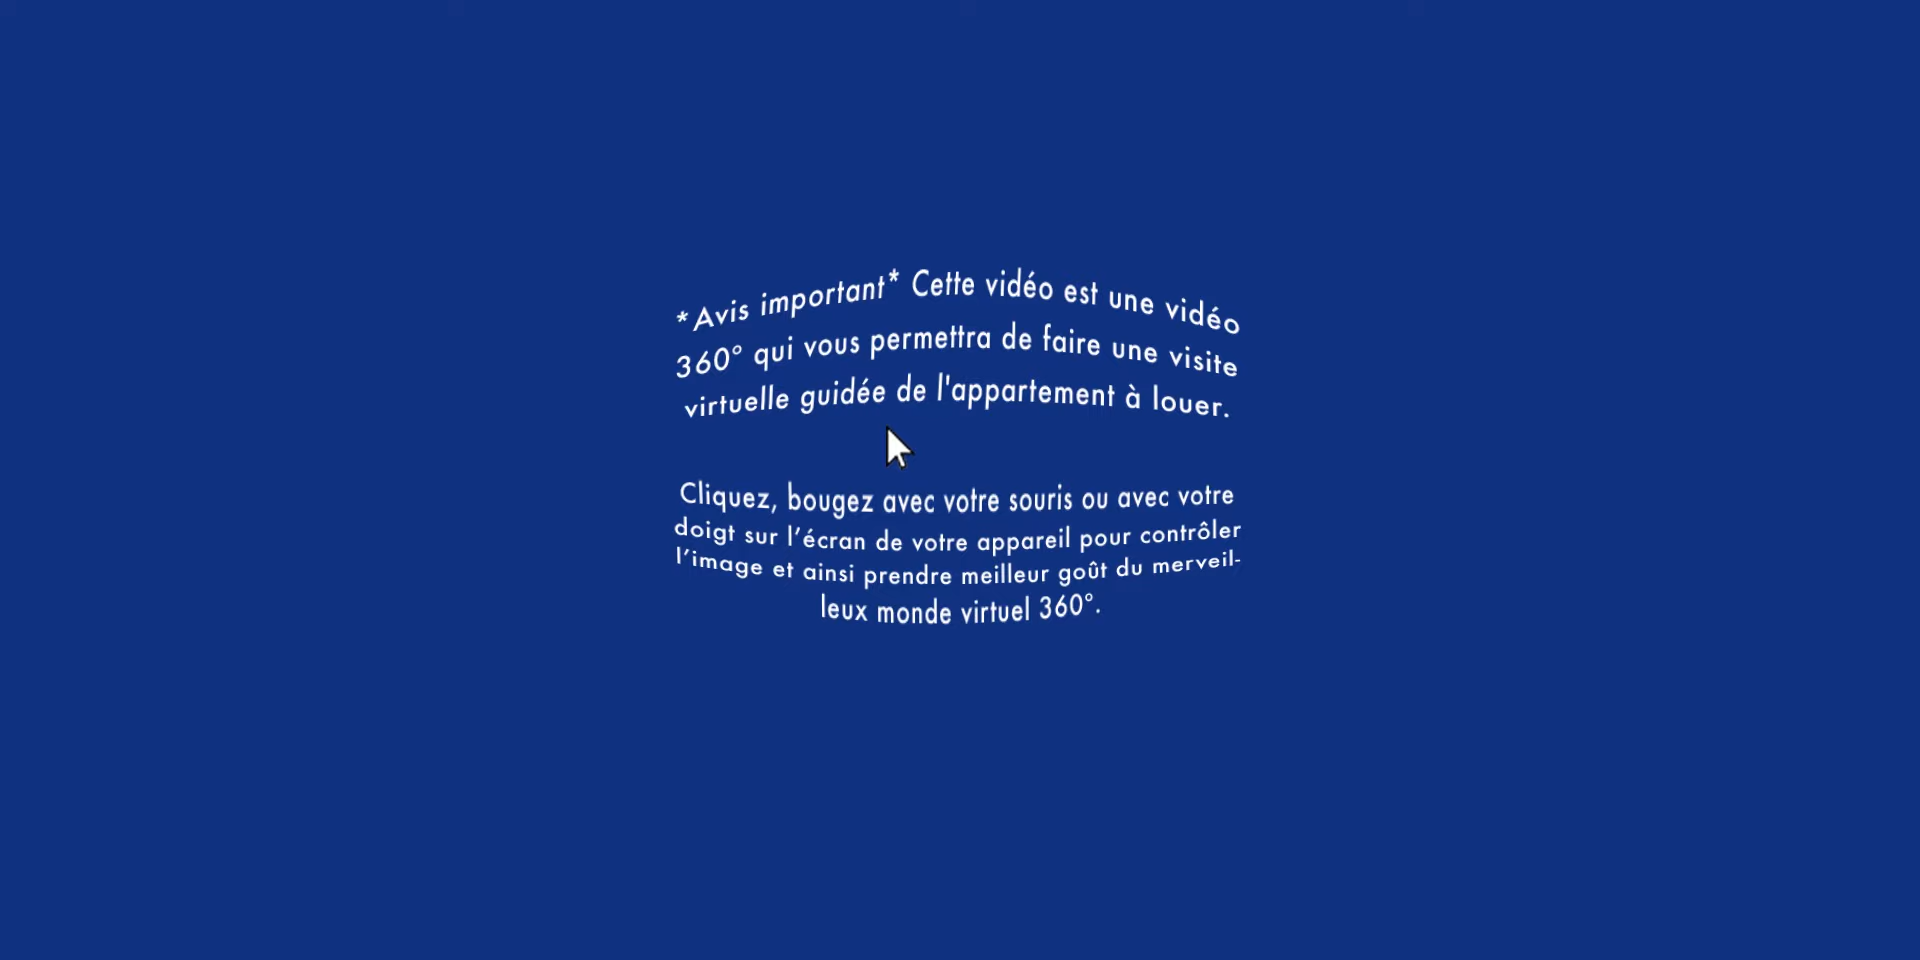 *Avis important* Cette vidéo est une vidéo
360° qui vous permettra de faire une visite
virtuelle guidée de l'appartement à louer.
Cliquez, bougez avec votre souris ou avec votre
doigt sur l’écran de votre appareil pour contrôler
l’image et ainsi prendre meilleur goût du merveil-
leux monde virtuel 360°.